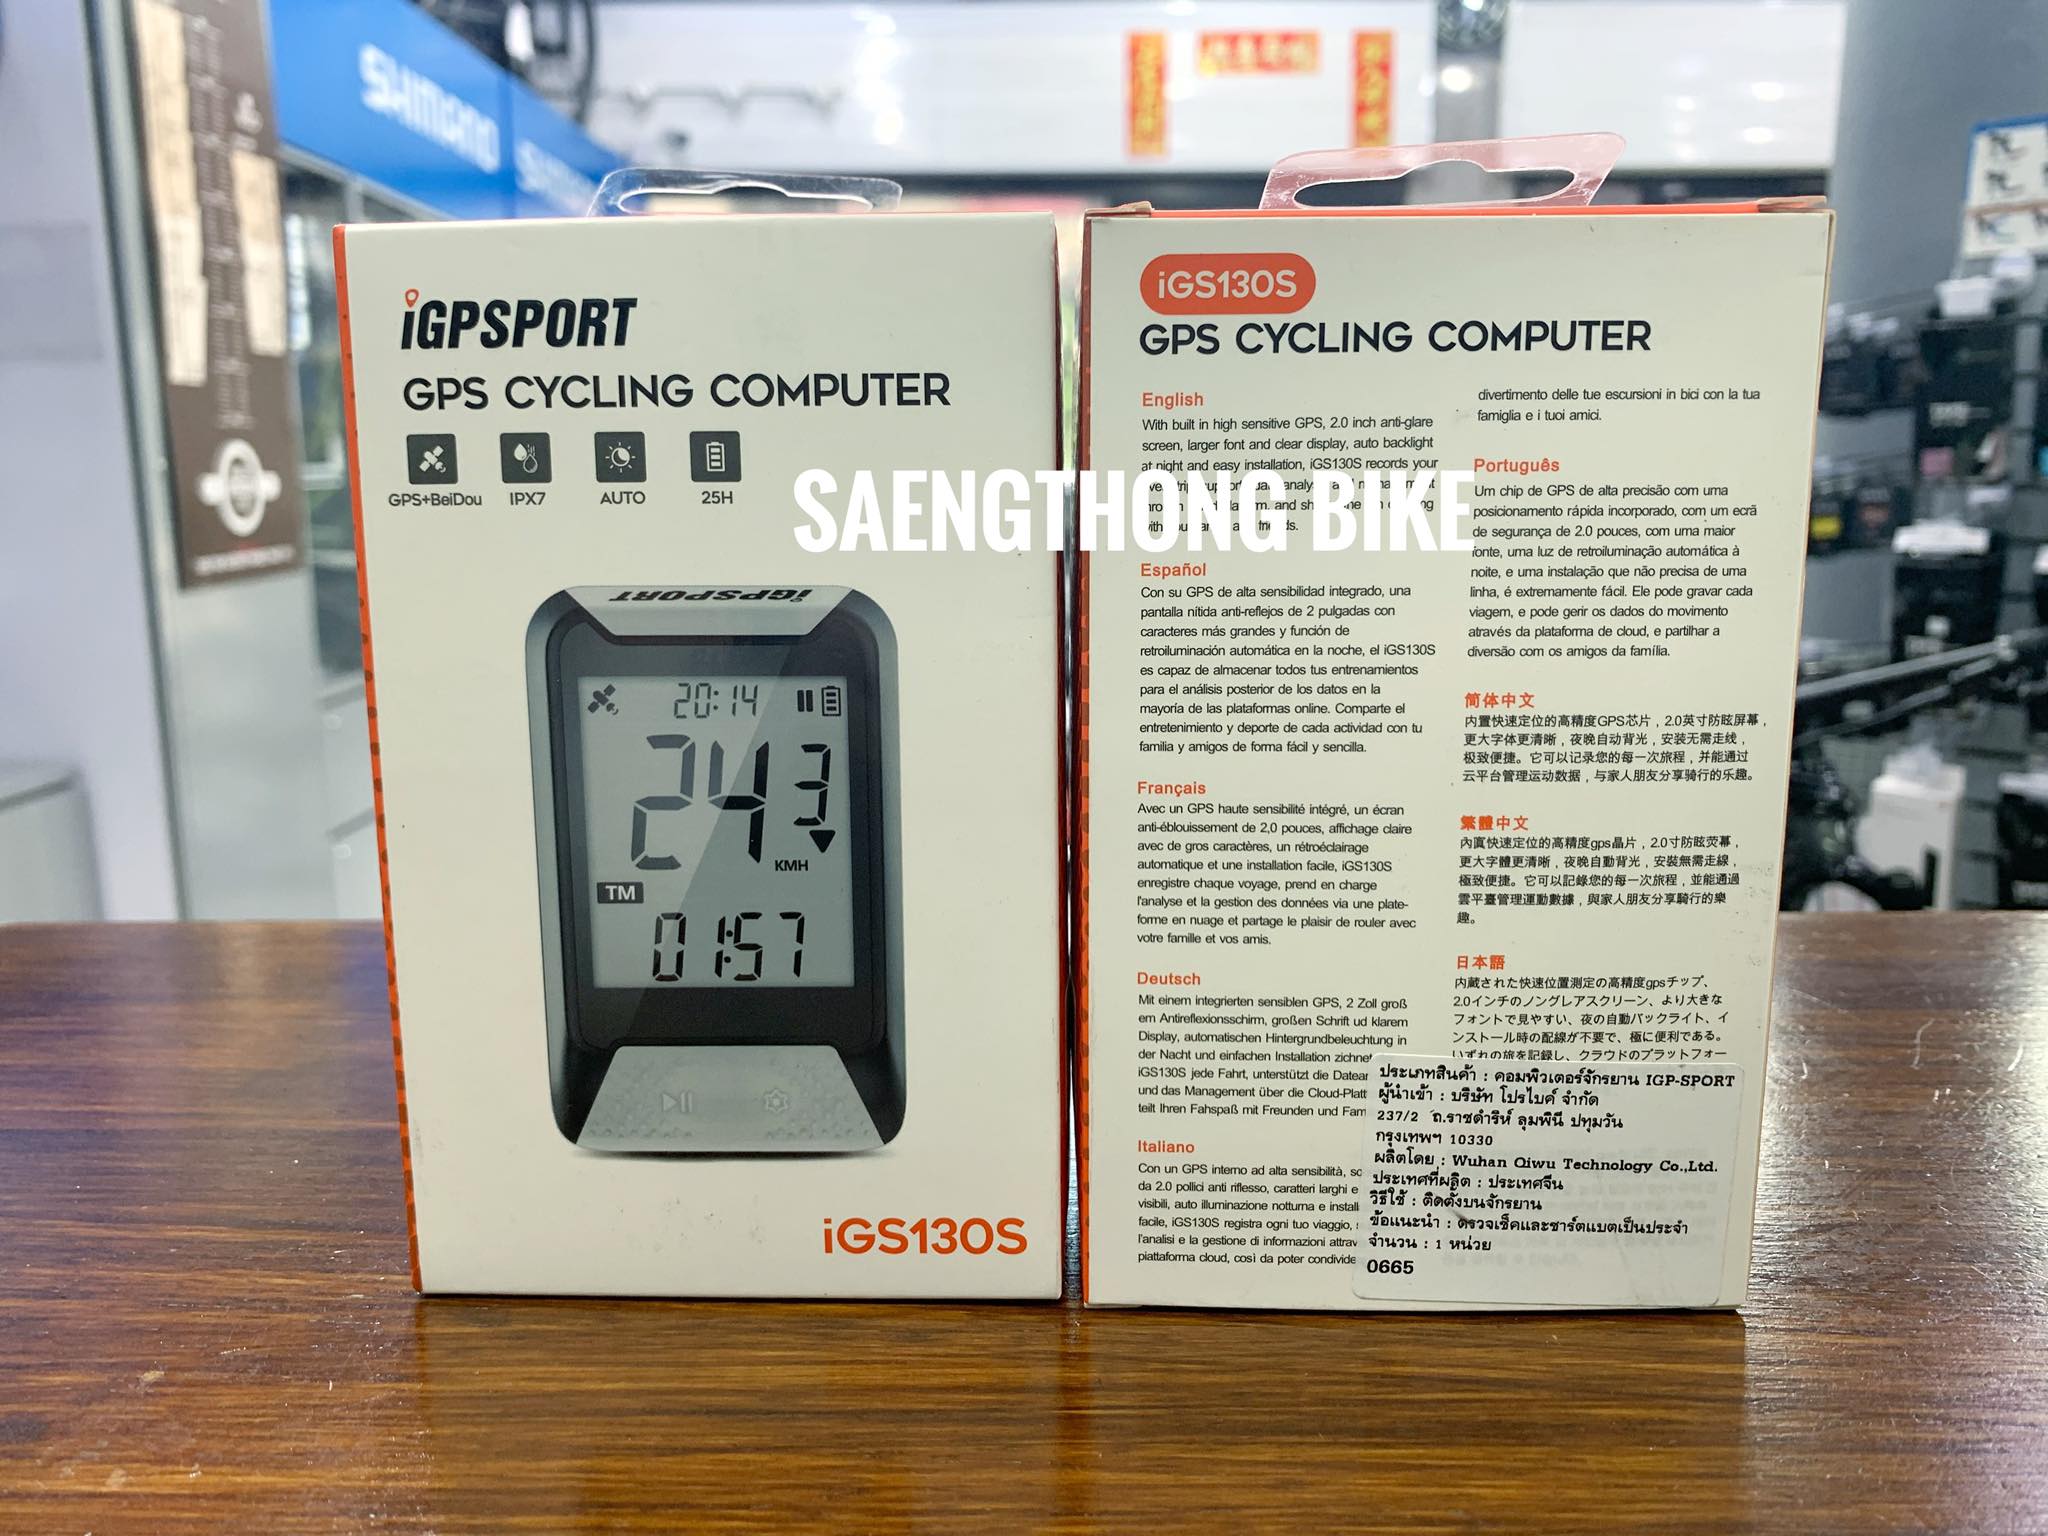 SHIMANO
iGPSPORT
GPS CYCLING COMPUTER
GPS+BeiDou
IPX7
AUTO
25H
iGPSPORT
20:14
24.3
KMH
TM
01:57
iGS130S
SAENGTHONG BIKE
iGS130S
GPS CYCLING COMPUTER
English
With built in high sensitive GPS, 2.0 inch anti-glare
screen, larger font and clear display, auto backlight
at night and easy installation, iGS130S records your
Español
Con su GPS de alta sensibilidad integrado, una
pantalla nítida anti-reflejos de 2 pulgadas con
caracteres más grandes y función de
retroiluminación automática en la noche, el iGS130S
es capaz de almacenar todos tus entrenamientos
para el análisis posterior de los datos en la
mayoría de las plataformas online. Comparte el
entretenimiento y deporte de cada actividad con tu
familia y amigos de forma fácil y sencilla.
Français
Avec un GPS haute sensibilité intégré, un écran
anti-éblouissement de 2,0 pouces, affichage claire
avec de gros caractères, un rétroéclairage
automatique et une installation facile, iGS130S
enregistre chaque voyage, prend en charge
l'analyse et la gestion des données via une plate-
forme en nuage et partage le plaisir de rouler avec
votre famille et vos amis.
Deutsch
Mit einem integrierten sensiblen GPS, 2 Zoll groß
em Antireflexionsschirm, großen Schrift ud klarem
Display, automatischen Hintergrundbeleuchtung in
der Nacht und einfachen Installation zichnet
iGS130S jede Fahrt, unterstützt die Datear
und das Management über die Cloud-Platt
teilt Ihren Fahspaß mit Freunden und Fam
Italiano
Con un GPS interno ad alta sensibilità, sc
da 2.0 pollici anti riflesso, caratteri larghi e
visibili, auto illuminazione notturna e install
facile, iGS130S registra ogni tuo viaggio,
l'analisi e la gestione di informazioni attrav
piattaforma cloud, così da poter condivide
divertimento delle tue escursioni in bici con la tua
famiglia e i tuoi amici.
Português
Um chip de GPS de alta precisão com uma
posicionamento rápida incorporado, com um ecrã
de segurança de 2.0 pouces, com uma maior
fonte, uma luz de retroiluminação automática à
noite, e uma instalação que não precisa de uma
linha, é extremamente fácil. Ele pode gravar cada
viagem, e pode gerir os dados do movimento
através da plataforma de cloud, e partilhar a
diversão com os amigos da família.
简体中文
内置快速定位的高精度GPS芯片，2.0英寸防眩屏幕，
更大字体更清晰，夜晚自动背光，安装无需走线，
极致便捷。它可以记录您的每一次旅程，并能通过
云平台管理运动数据，与家人朋友分享骑行的乐趣。
繁體中文
內寘快速定位的高精度gps晶片，2.0寸防眩荧幕，
更大字體更清晰，夜晚自動背光，安裝無需走線，
極致便捷。它可以記錄您的每一次旅程，並能通過
雲平臺管理運動數據，與家人朋友分享騎行的樂
趣。
日本語
内蔵された快速位置測定の高精度gpsチップ、
2.0インチのノングレアスクリーン、より大きな
フォントで見やすい、夜の自動バックライト、イ
ンストール時の配線が不要で、極に便利である。
いずれの旅を記録し、クラウドのプラットフォー
ประเภทสินค้า : คอมพิวเตอร์จักรยาน IGP-SPORT
ผู้นำเข้า : บริษัท โปรไบค์ จำกัด
237/2 ถ.ราชดำริห์ ลุมพินี ปทุมวัน
กรุงเทพฯ 10330
ผลิตโดย : Wuhan Qiwu Technology Co.,Ltd.
ประเทศที่ผลิต : ประเทศจีน
วิธีใช้ : ติดตั้งบนจักรยาน
ข้อแนะนำ : ตรวจเช็คและชาร์ตแบตเป็นประจำ
จำนวน : 1 หน่วย
0665